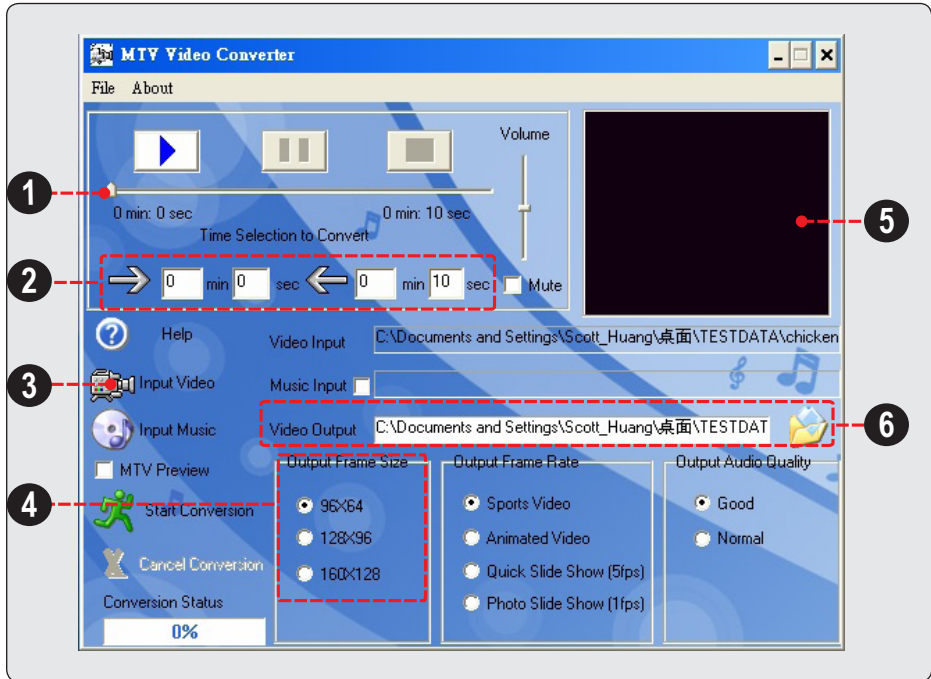 MTV Video Converter
File About
Volume
1
0 min: 0 sec
0 min: 10 sec
Time Selection to Convert
2
0 min 0 sec 0 min 10 sec
Mute
5
Help
Video Input C:\Documents and Settings\Scott_Huang\桌面\TESTDATA\chicken
3
Input Video
Music Input
Input Music
Video Output C:\Documents and Settings\Scott_Huang\桌面\TESTDAT
6
MTV Preview
4
Start Conversion
Cancel Conversion
Conversion Status
0%
Output Frame Size
96X64
128X96
160X128
Output Frame Rate
Sports Video
Animated Video
Quick Slide Show (5fps)
Photo Slide Show (1fps)
Output Audio Quality
Good
Normal